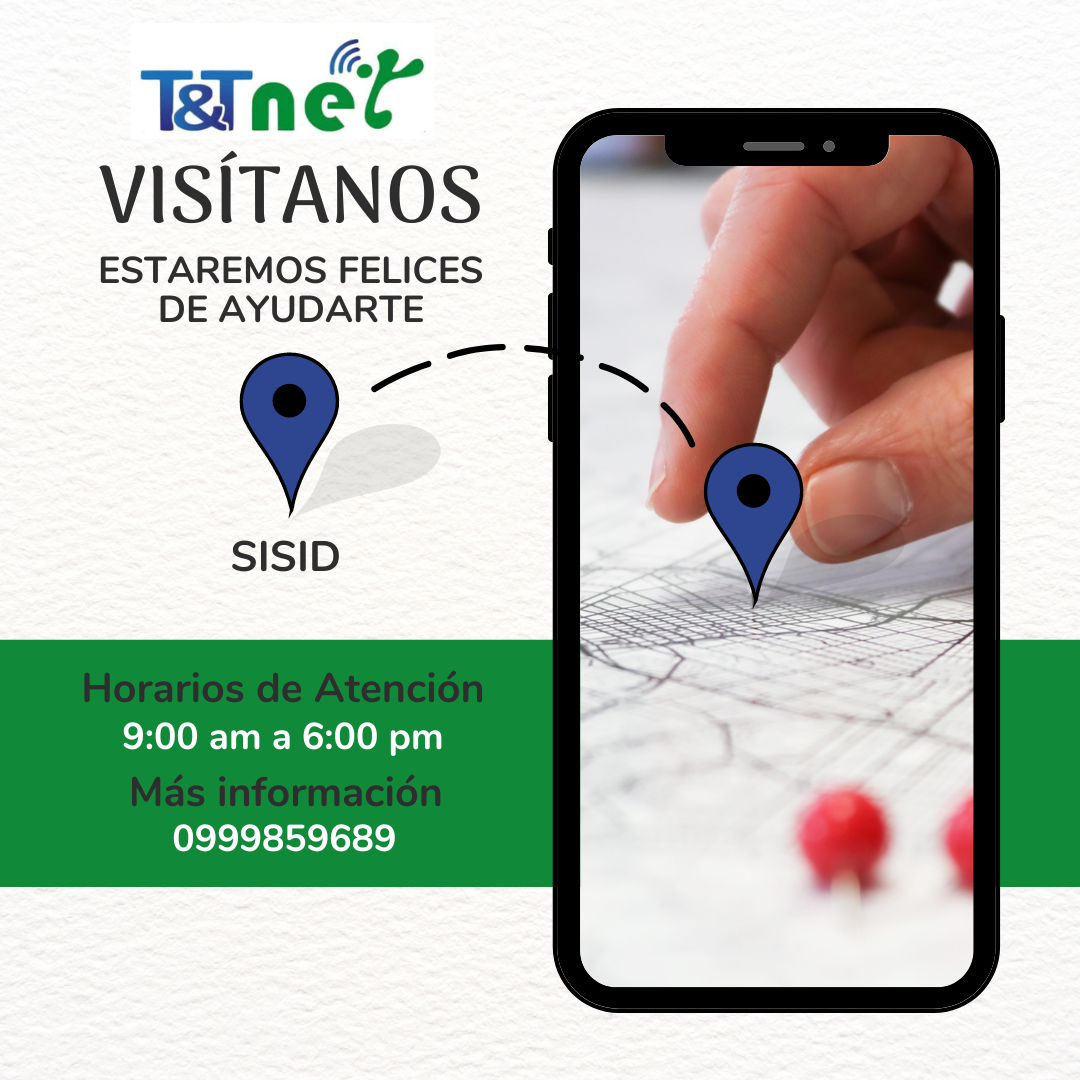 T&Tnet
VISÍTANOS
ESTAREMOS FELICES
DE AYUDARTE
SISID
Horarios de Atención
9:00 am a 6:00 pm
Más información
0999859689